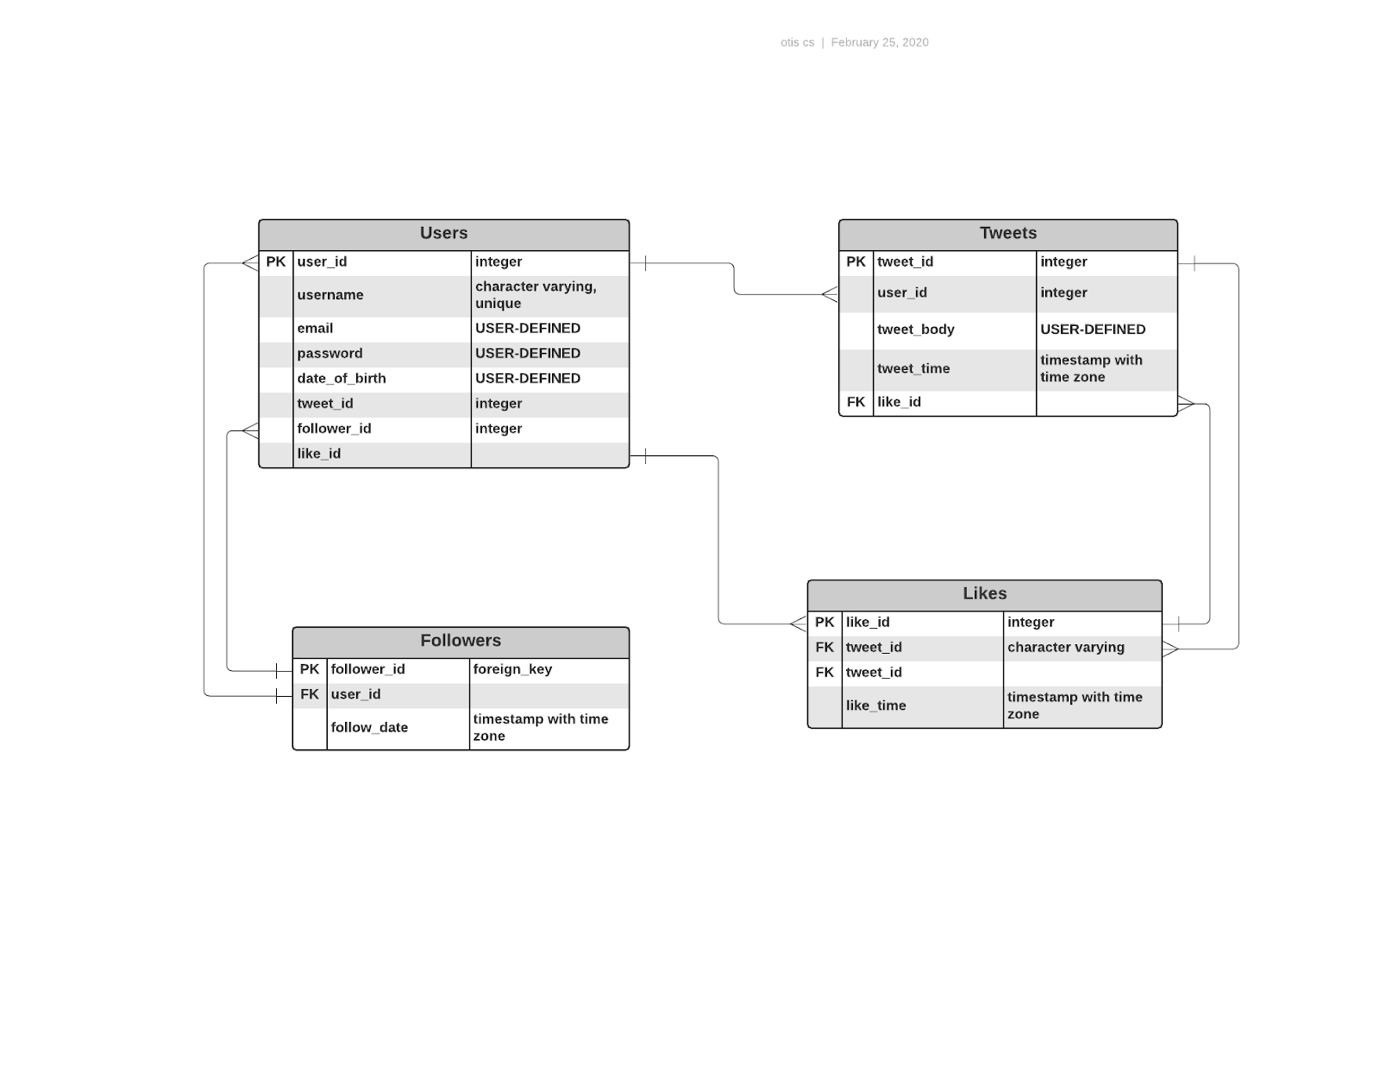 otis cs | February 25, 2020
Users
PK user_id integer
username character varying,
unique
email USER-DEFINED
password USER-DEFINED
date_of_birth USER-DEFINED
tweet_id integer
follower_id integer
like_id
Tweets
PK tweet_id integer
user_id integer
tweet_body USER-DEFINED
tweet_time timestamp with
time zone
FK like_id
Followers
PK follower_id foreign_key
FK user_id
follow_date timestamp with time
zone
Likes
PK like_id integer
FK tweet_id character varying
FK tweet_id
like_time timestamp with time
zone